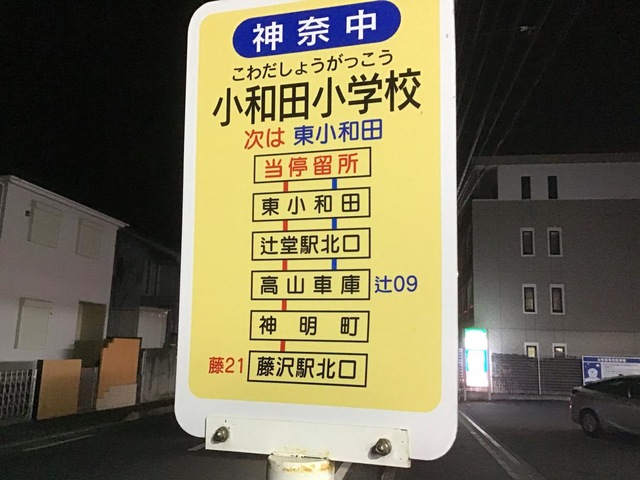 神奈中
こわだしょうがっこう
小和田小学校
次は 東小和田
当停留所
東小和田
辻堂駅北口
高山車庫 辻09
神明町
藤21 藤沢駅北口